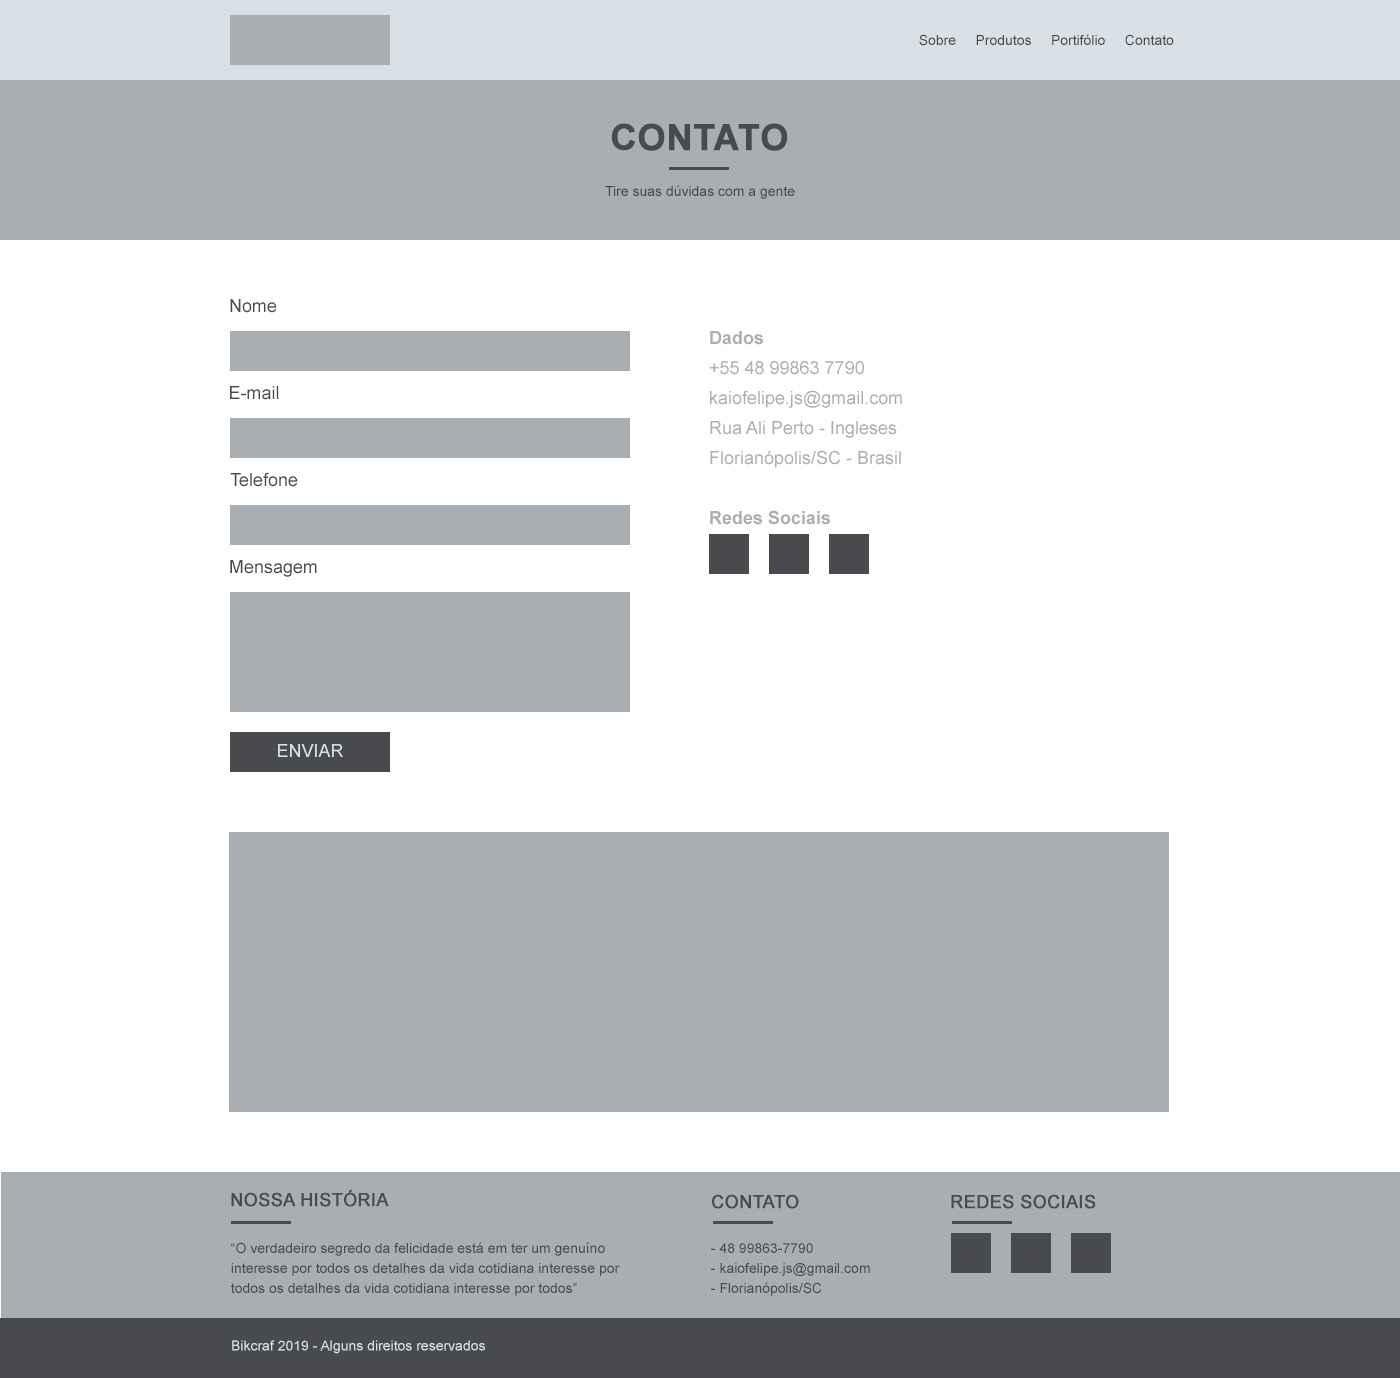 Sobre Produtos Portifólio Contato
CONTATO
Tire suas dúvidas com a gente
Nome
E-mail
Telefone
Mensagem
ENVIAR
Dados
+55 48 99863 7790
kaiofelipe.js@gmail.com
Rua Ali Perto - Ingleses
Florianópolis/SC - Brasil
Redes Sociais
NOSSA HISTÓRIA
“O verdadeiro segredo da felicidade está em ter um genuíno
interesse por todos os detalhes da vida cotidiana interesse por
todos os detalhes da vida cotidiana interesse por todos”
CONTATO
- 48 99863-7790
- kaiofelipe.js@gmail.com
- Florianópolis/SC
REDES SOCIAIS
Bikcraf 2019 - Alguns direitos reservados